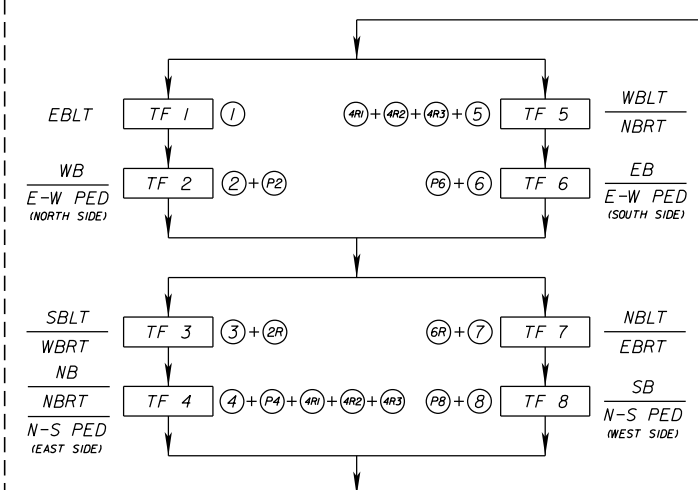 EBLT TF 1 1
4R1 + 4R2 + 4R3 + 5 TF 5 WBLT
NBRT
WB
E-W PED
(NORTH SIDE)
TF 2 2 + P2
P6 + 6 TF 6 EB
E-W PED
(SOUTH SIDE)
SBLT
WBRT
TF 3 3 + 2R
6R + 7 TF 7 NBLT
EBRT
NB
NBRT
N-S PED
(EAST SIDE)
TF 4 4 + P4 + 4R1 + 4R2 + 4R3
P8 + 8 TF 8 SB
N-S PED
(WEST SIDE)